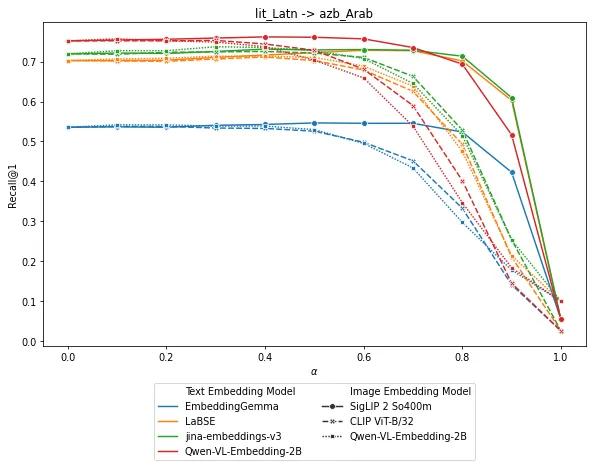 lit_Latn -> azb_Arab
Recall@1
0.7
0.6
0.5
0.4
0.3
0.2
0.1
0.0
0.0 0.2 0.4 0.6 0.8 1.0
α
Text Embedding Model
EmbeddingGemma
LaBSE
jina-embeddings-v3
Qwen-VL-Embedding-2B
Image Embedding Model
SigLIP 2 So400m
CLIP ViT-B/32
Qwen-VL-Embedding-2B